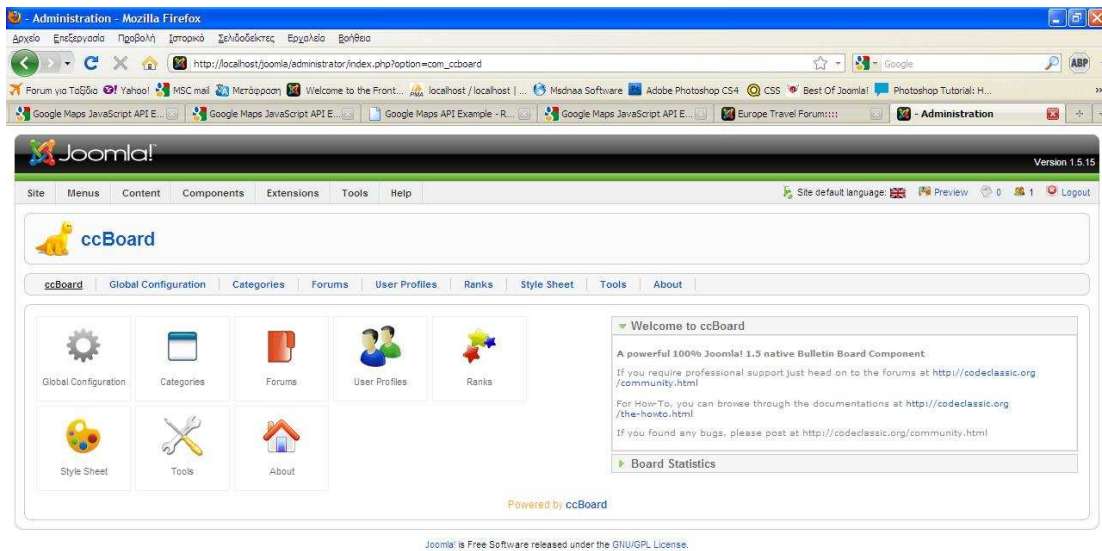 - Administration - Mozilla Firefox
Αρχείο Επεξεργασία Προβολή Ιστορικό Σελιδοδείκτες Εργαλεία Βοήθεια
http://localhost/joomla/administrator/index.php?option=com_ccboard
Google
ABP
Forum για Ταξίδια Yahoo! MSC mail Μετάφραση Welcome to the Front... localhost / localhost | ... Msdnaa Software Adobe Photoshop CS4 CSS Best Of Joomla! Photoshop Tutorial: H...
Google Maps JavaScript API E... Google Maps JavaScript API E... Google Maps API Example - R... Google Maps JavaScript API E... Europe Travel Forum:::: - Administration
Joomla!
Version 1.5.15
Site Menus Content Components Extensions Tools Help Site default language: Preview 0 1 Logout
ccBoard
ccBoard Global Configuration Categories Forums User Profiles Ranks Style Sheet Tools About
Global Configuration Categories Forums User Profiles Ranks
Style Sheet Tools About
Welcome to ccBoard
A powerful 100% Joomla! 1.5 native Bulletin Board Component
If you require professional support just head on to the forums at http://codeclassic.org
/community.html
For How-To, you can browse through the documentations at http://codeclassic.org
/the-howto.html
If you found any bugs, please post at http://codeclassic.org/community.html
Board Statistics
Powered by ccBoard
Joomla! is Free Software released under the GNU/GPL License.